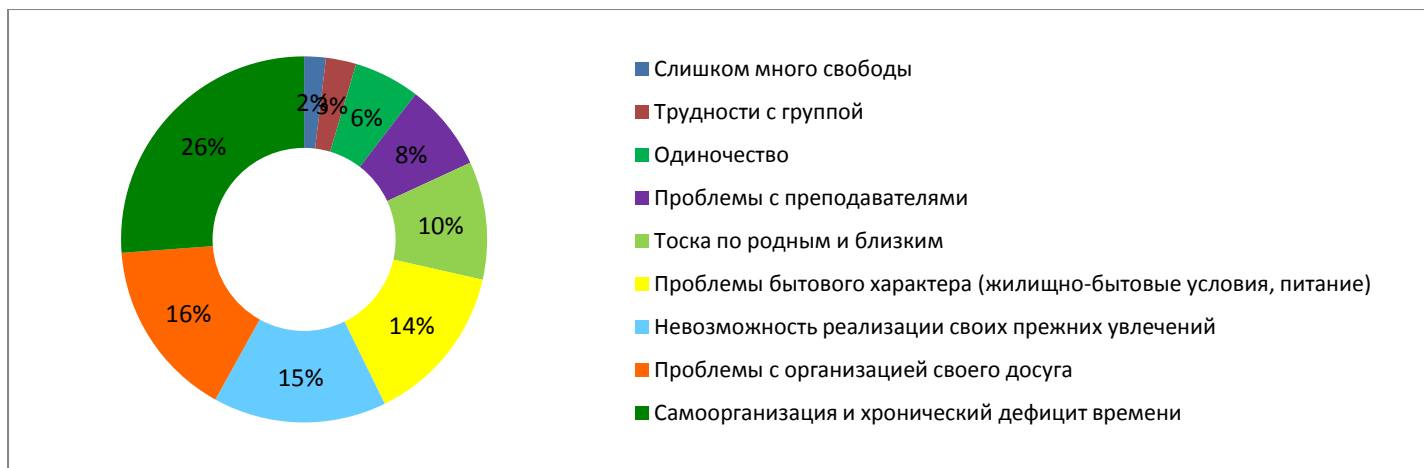 2%
3%
6%
8%
10%
14%
15%
16%
26%
Слишком много свободы
Трудности с группой
Одиночество
Проблемы с преподавателями
Тоска по родным и близким
Проблемы бытового характера (жилищно-бытовые условия, питание)
Невозможность реализации своих прежних увлечений
Проблемы с организацией своего досуга
Самоорганизация и хронический дефицит времени